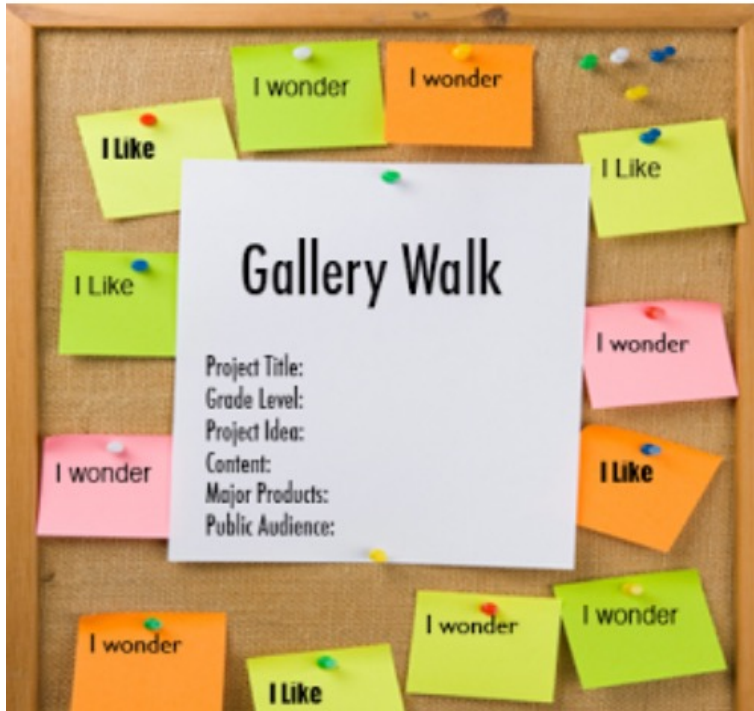 I wonder
I wonder
I Like
I Like
Gallery Walk
I Like
I wonder
Project Title:
Grade Level:
Project Idea:
Content:
Major Products:
Public Audience:
I wonder
I Like
I wonder
I wonder
I wonder
I Like